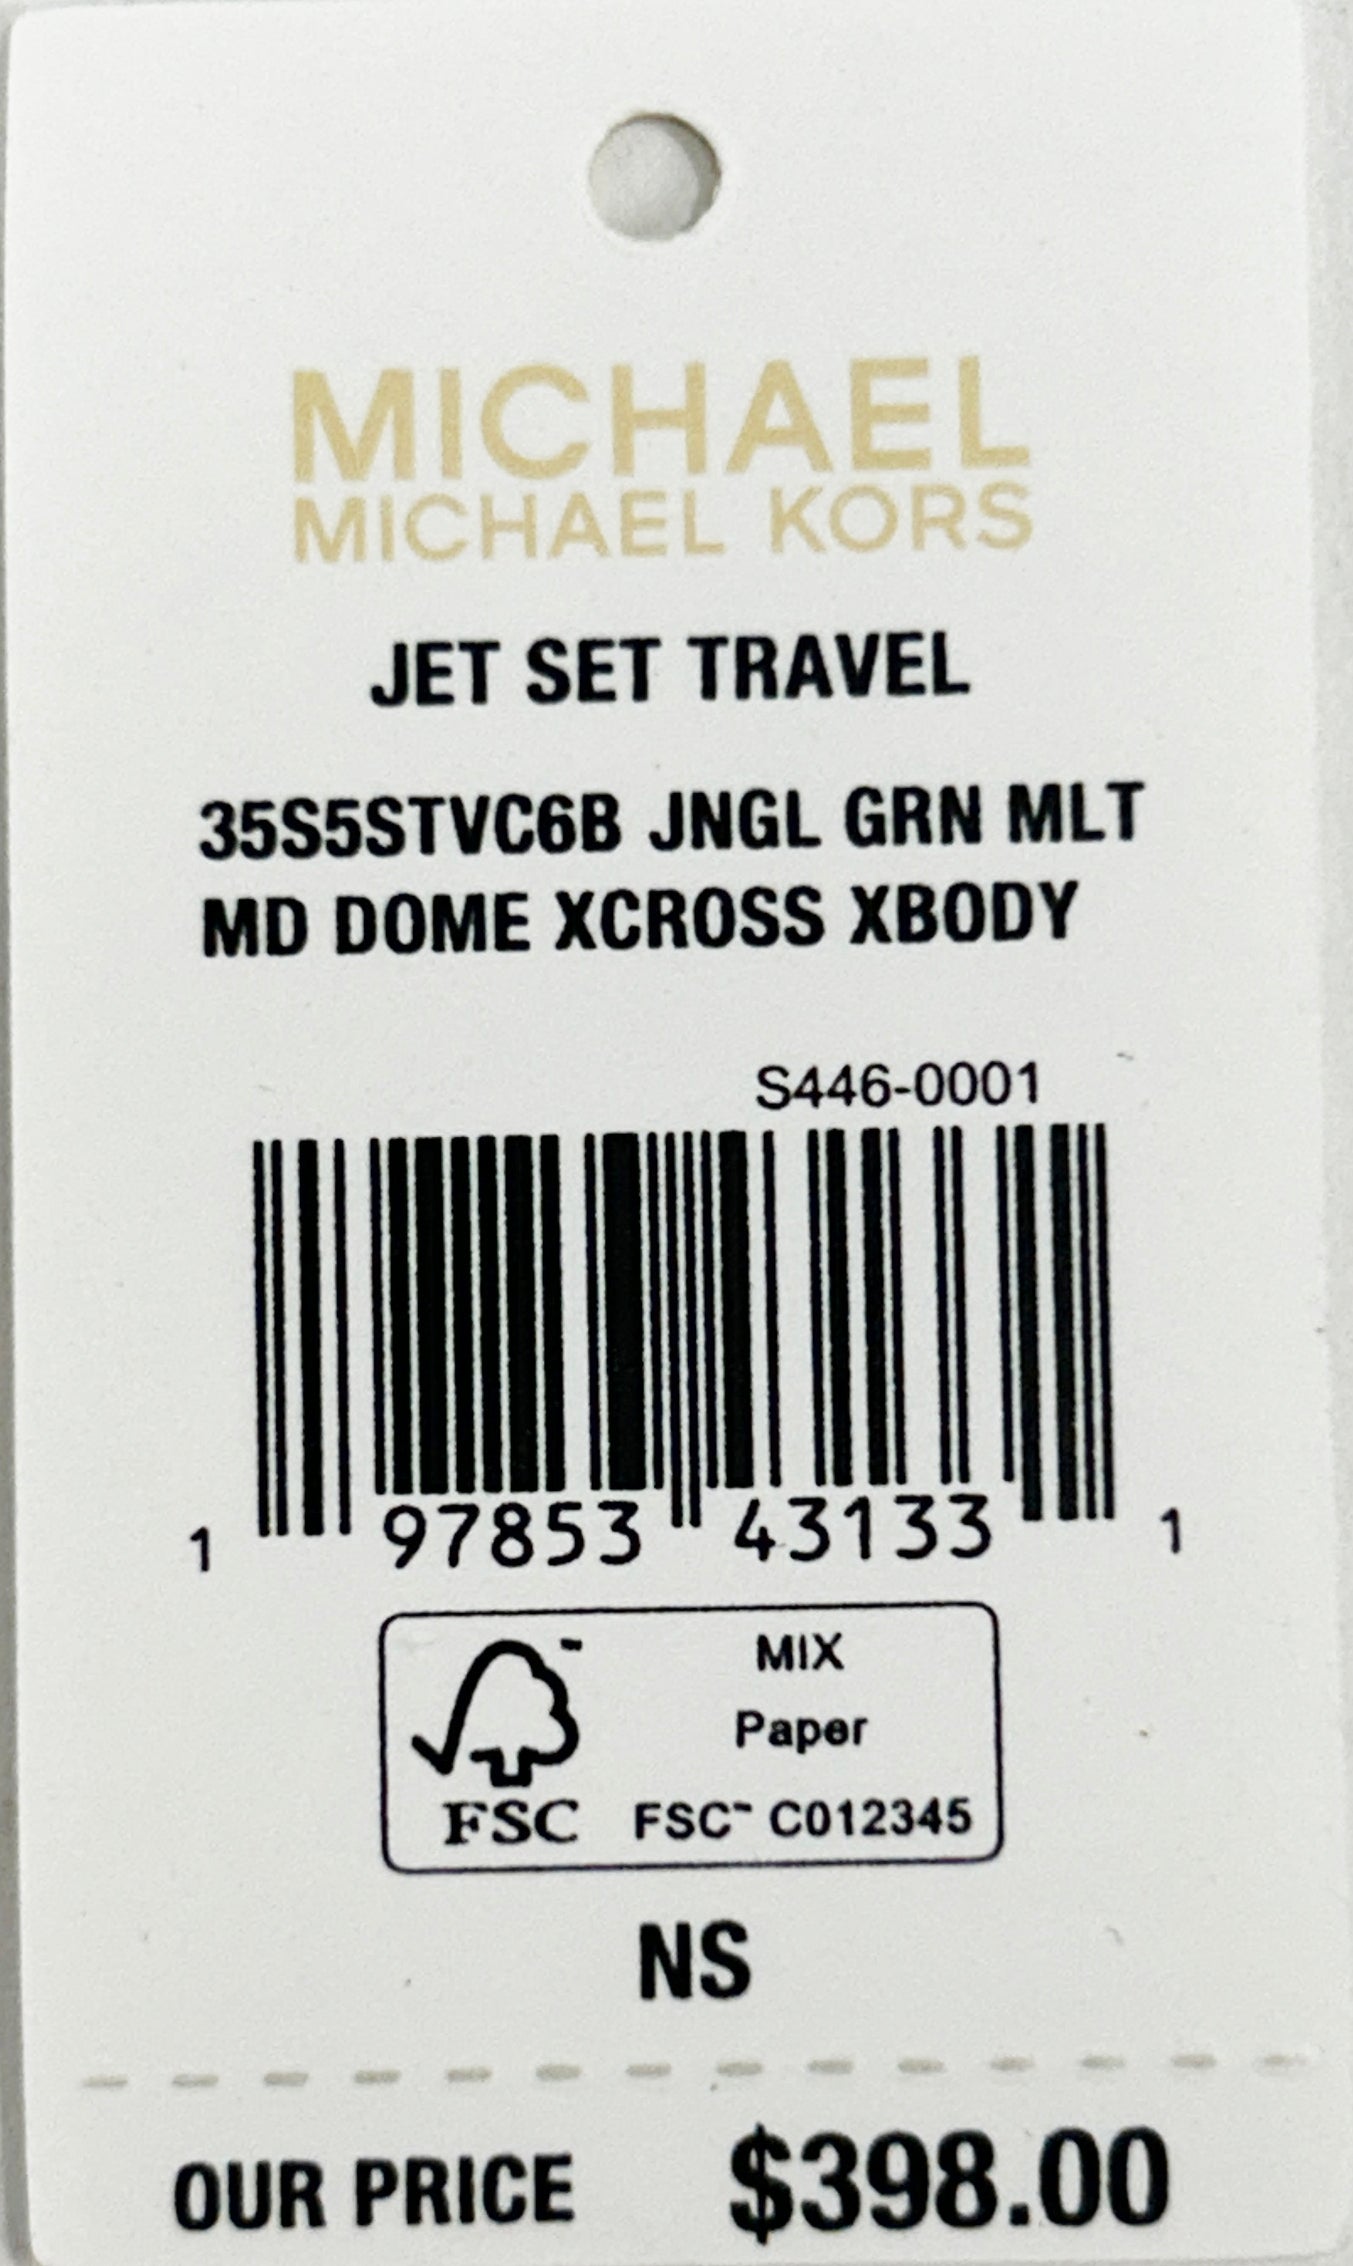 MICHAEL
MICHAEL KORS
JET SET TRAVEL
35S5STVC6B JNGL GRN MLT
MD DOME XCROSS XBODY
S446-0001
1 97853 43133 1
MIX
Paper
FSC FSC™ C012345
NS
OUR PRICE $398.00